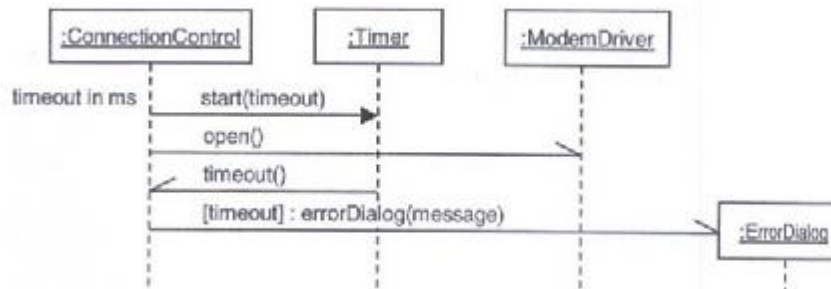 :ConnectionControl
:Timer
:ModemDriver
timeout in ms
start(timeout)
open()
timeout()
[timeout] : errorDialog(message)
:ErrorDialog